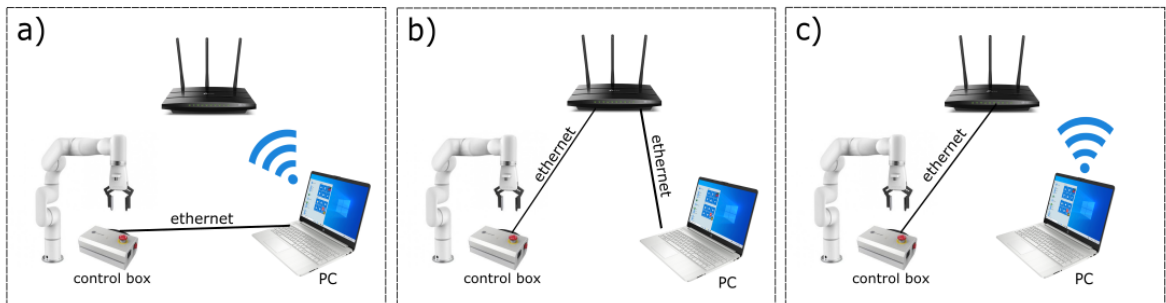 a)
ethernet
control box
PC
b)
ethernet
ethernet
control box
PC
c)
ethernet
control box
PC